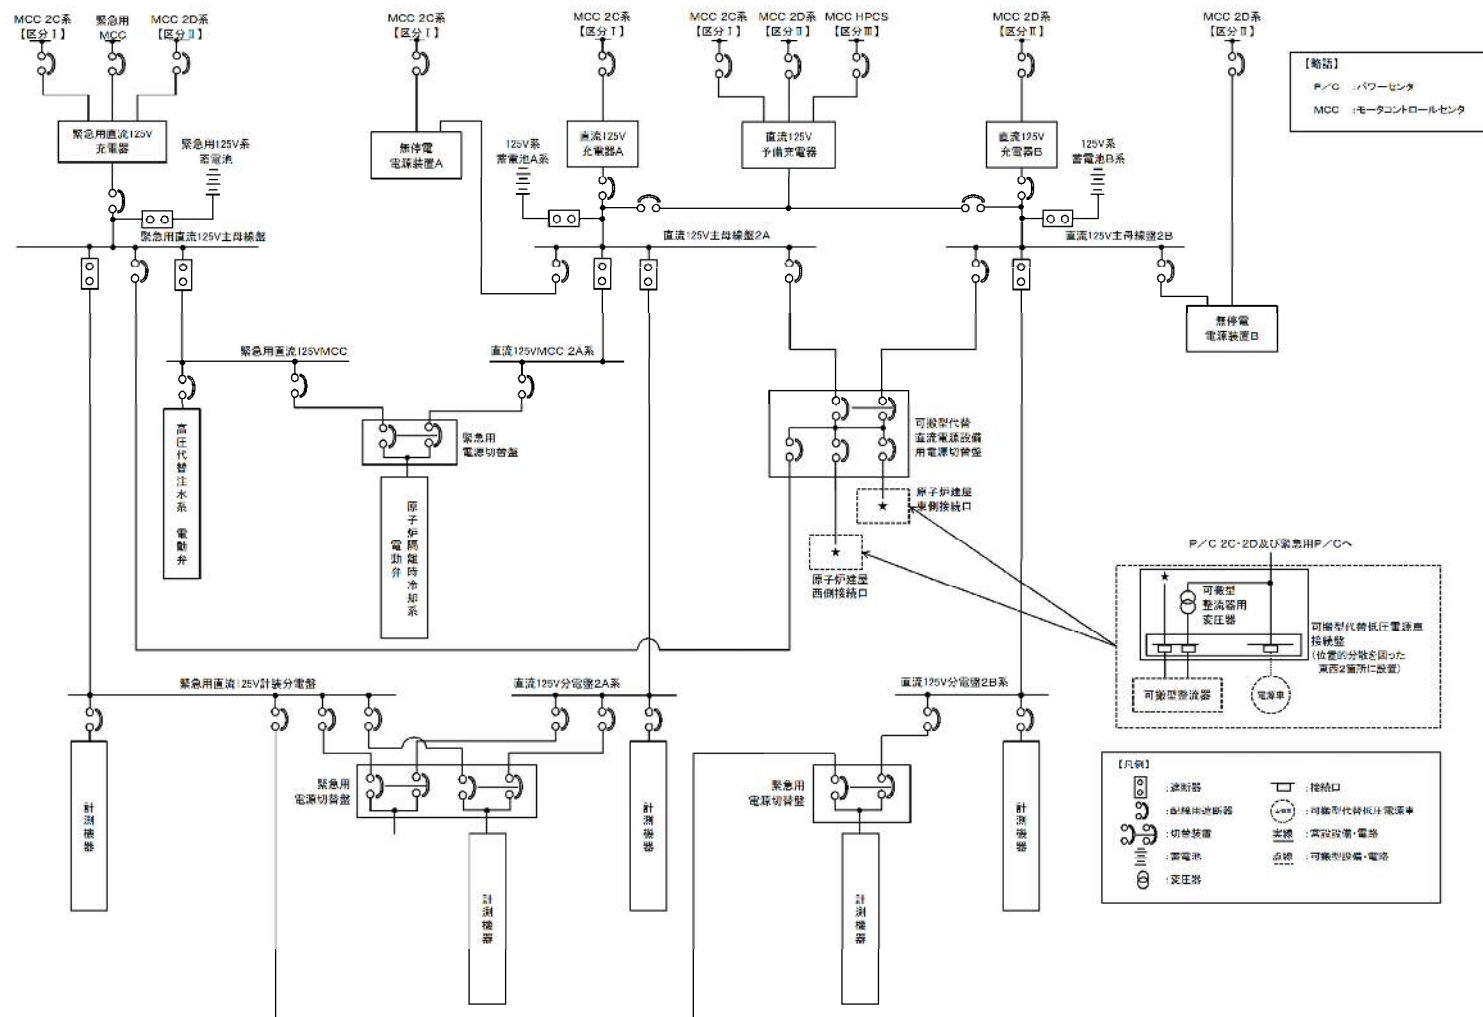 MCC 2C系
【区分Ⅰ】
緊急用
MCC
MCC 2D系
【区分Ⅱ】
MCC 2C系
【区分Ⅰ】
MCC 2C系
【区分Ⅰ】
MCC 2C系
【区分Ⅰ】
MCC 2D系
【区分Ⅱ】
MCC HPCS
【区分Ⅲ】
MCC 2D系
【区分Ⅱ】
MCC 2D系
【区分Ⅱ】
【略語】
P/C :パワーセンタ
MCC :モータコントロールセンタ
緊急用直流125V
充電器
緊急用125V系
蓄電池
無停電
電源装置A
125V系
蓄電池A系
直流125V
充電器A
直流125V
予備充電器
直流125V
充電器B
125V系
蓄電池B系
緊急用直流125V主母線盤
直流125V主母線盤2A
直流125V主母線盤2B
無停電
電源装置B
緊急用直流125VMCC
直流125VMCC 2A系
高圧代替注水系 電動弁
緊急用
電源切替盤
原子炉隔離時冷却系
電動弁
可搬型代替
直流電源設備
用電源切替盤
★
原子炉建屋
東側接続口
★
原子炉建屋
西側接続口
P/C 2C・2D及び緊急用P/Cへ
★
可搬型
整流器用
変圧器
可搬型代替低圧電源車
接続盤
(位置的分散を図った
東西2箇所に設置)
可搬型整流器
電源車
緊急用直流125V計装分電盤
直流125V分電盤2A系
直流125V分電盤2B系
計測機器
緊急用
電源切替盤
計測機器
計測機器
緊急用
電源切替盤
計測機器
計測機器
【凡例】
:遮断器
:配線用遮断器
:切替装置
:蓄電池
:変圧器
:接続口
:可搬型代替低圧電源車
実線 :常設設備・電路
点線 :可搬型設備・電路